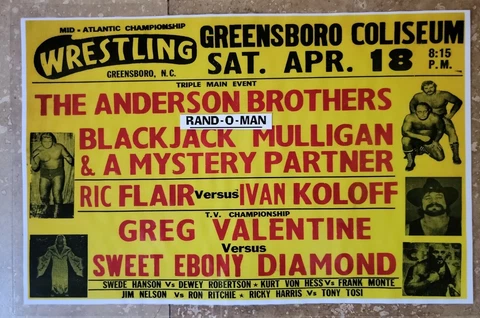 MID - ATLANTIC CHAMPIONSHIP
WRESTLING
GREENSBORO, N.C.
GREENSBORO COLISEUM
SAT. APR. 18 8:15 P.M.
TRIPLE MAIN EVENT
THE ANDERSON BROTHERS
RAND-O-MAN
BLACKJACK MULLIGAN
& A MYSTERY PARTNER
RIC FLAIR Versus IVAN KOLOFF
T.V. CHAMPIONSHIP
GREG VALENTINE
Versus
SWEET EBONY DIAMOND
SWEDE HANSON Vs DEWEY ROBERTSON * KURT VON HESS Vs FRANK MONTE
JIM NELSON Vs RON RITCHIE * RICKY HARRIS Vs TONY TOSI